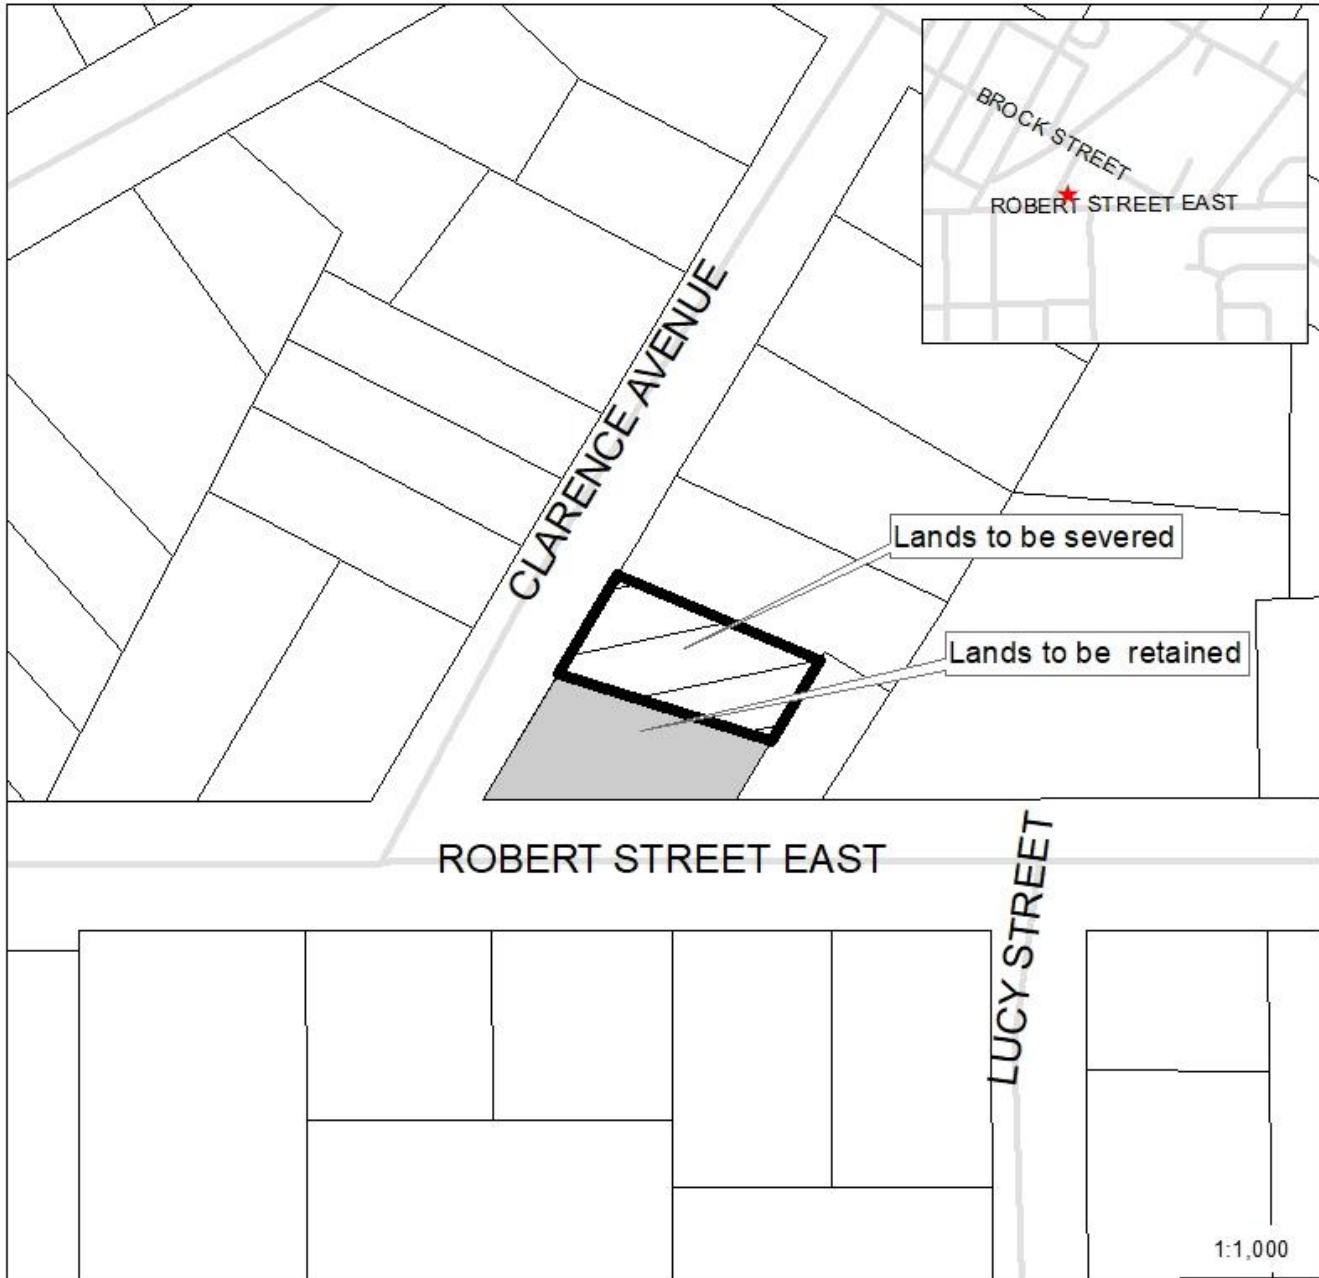 BROCK STREET
ROBERT STREET EAST
CLARENCE AVENUE
Lands to be severed
Lands to be retained
ROBERT STREET EAST
LUCY STREET
1:1,000